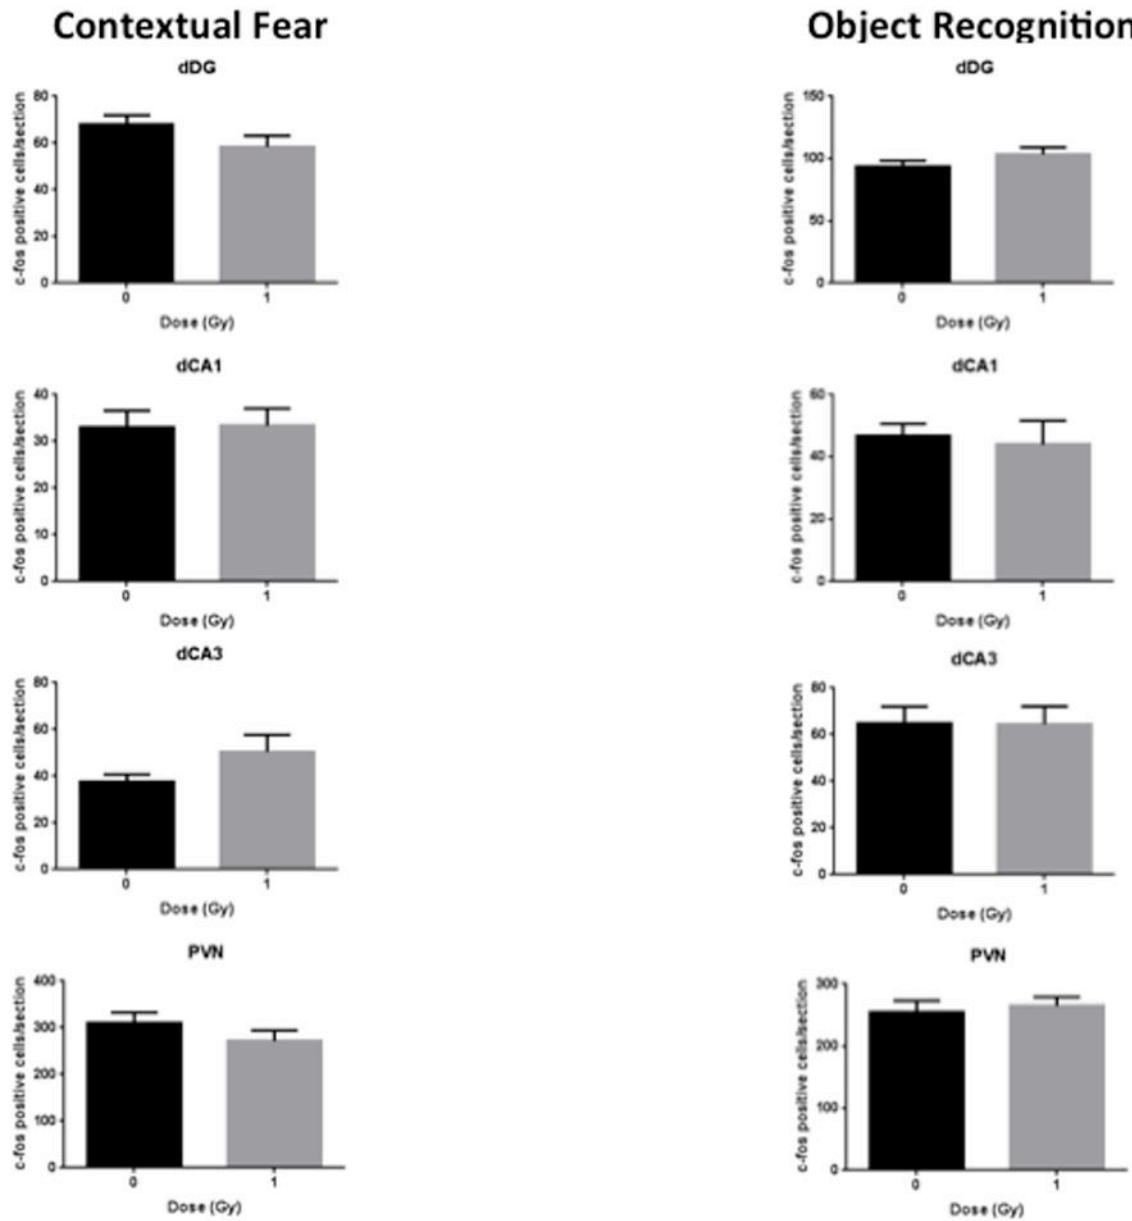 Contextual Fear
Object Recognition
dDG
c-fos positive cells/section
80
60
40
20
0
0 1
Dose (Gy)
dDG
c-fos positive cells/section
150
100
50
0
0 1
Dose (Gy)
dCA1
c-fos positive cells/section
40
30
20
10
0
0 1
Dose (Gy)
dCA1
c-fos positive cells/section
60
40
20
0
0 1
Dose (Gy)
dCA3
c-fos positive cells/section
80
60
40
20
0
0 1
Dose (Gy)
dCA3
c-fos positive cells/section
80
60
40
20
0
0 1
Dose (Gy)
PVN
c-fos positive cells/section
400
300
200
100
0
0 1
Dose (Gy)
PVN
c-fos positive cells/section
300
200
100
0
0 1
Dose (Gy)